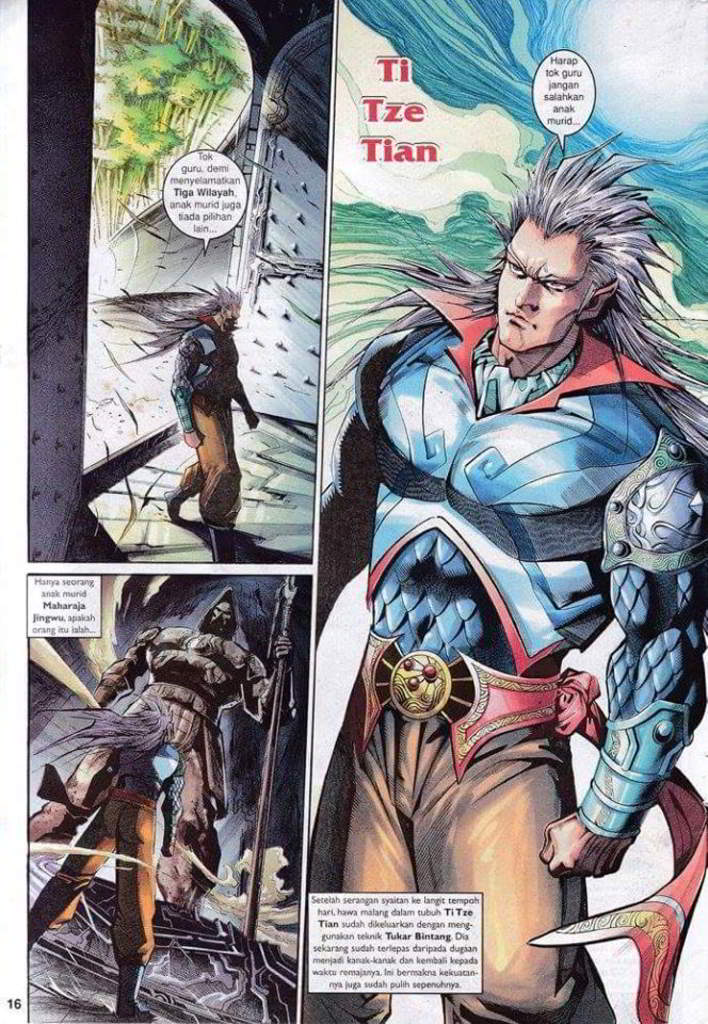 Tok
guru, demi
menyelamatkan
Tiga Wilayah,
anak murid juga
tiada pilihan
lain...
Ti
Tze
Tian
Harap
tok guru
jangan
salahkan
anak
murid...
Hanya seorang
anak murid
Maharaja
Jingwu, apakah
orang itu ialah...
Setelah serangan syaitan ke langit tempoh
hari, hawa malang dalam tubuh Ti Tze
Tian sudah dikeluarkan dengan meng-
gunakan teknik Tukar Bintang. Dia
sekarang sudah terlepas daripada dugaan
menjadi kanak-kanak dan kembali kepada
waktu remajanya. Ini bermakna kekuatan-
nya juga sudah pulih sepenuhnya.
16